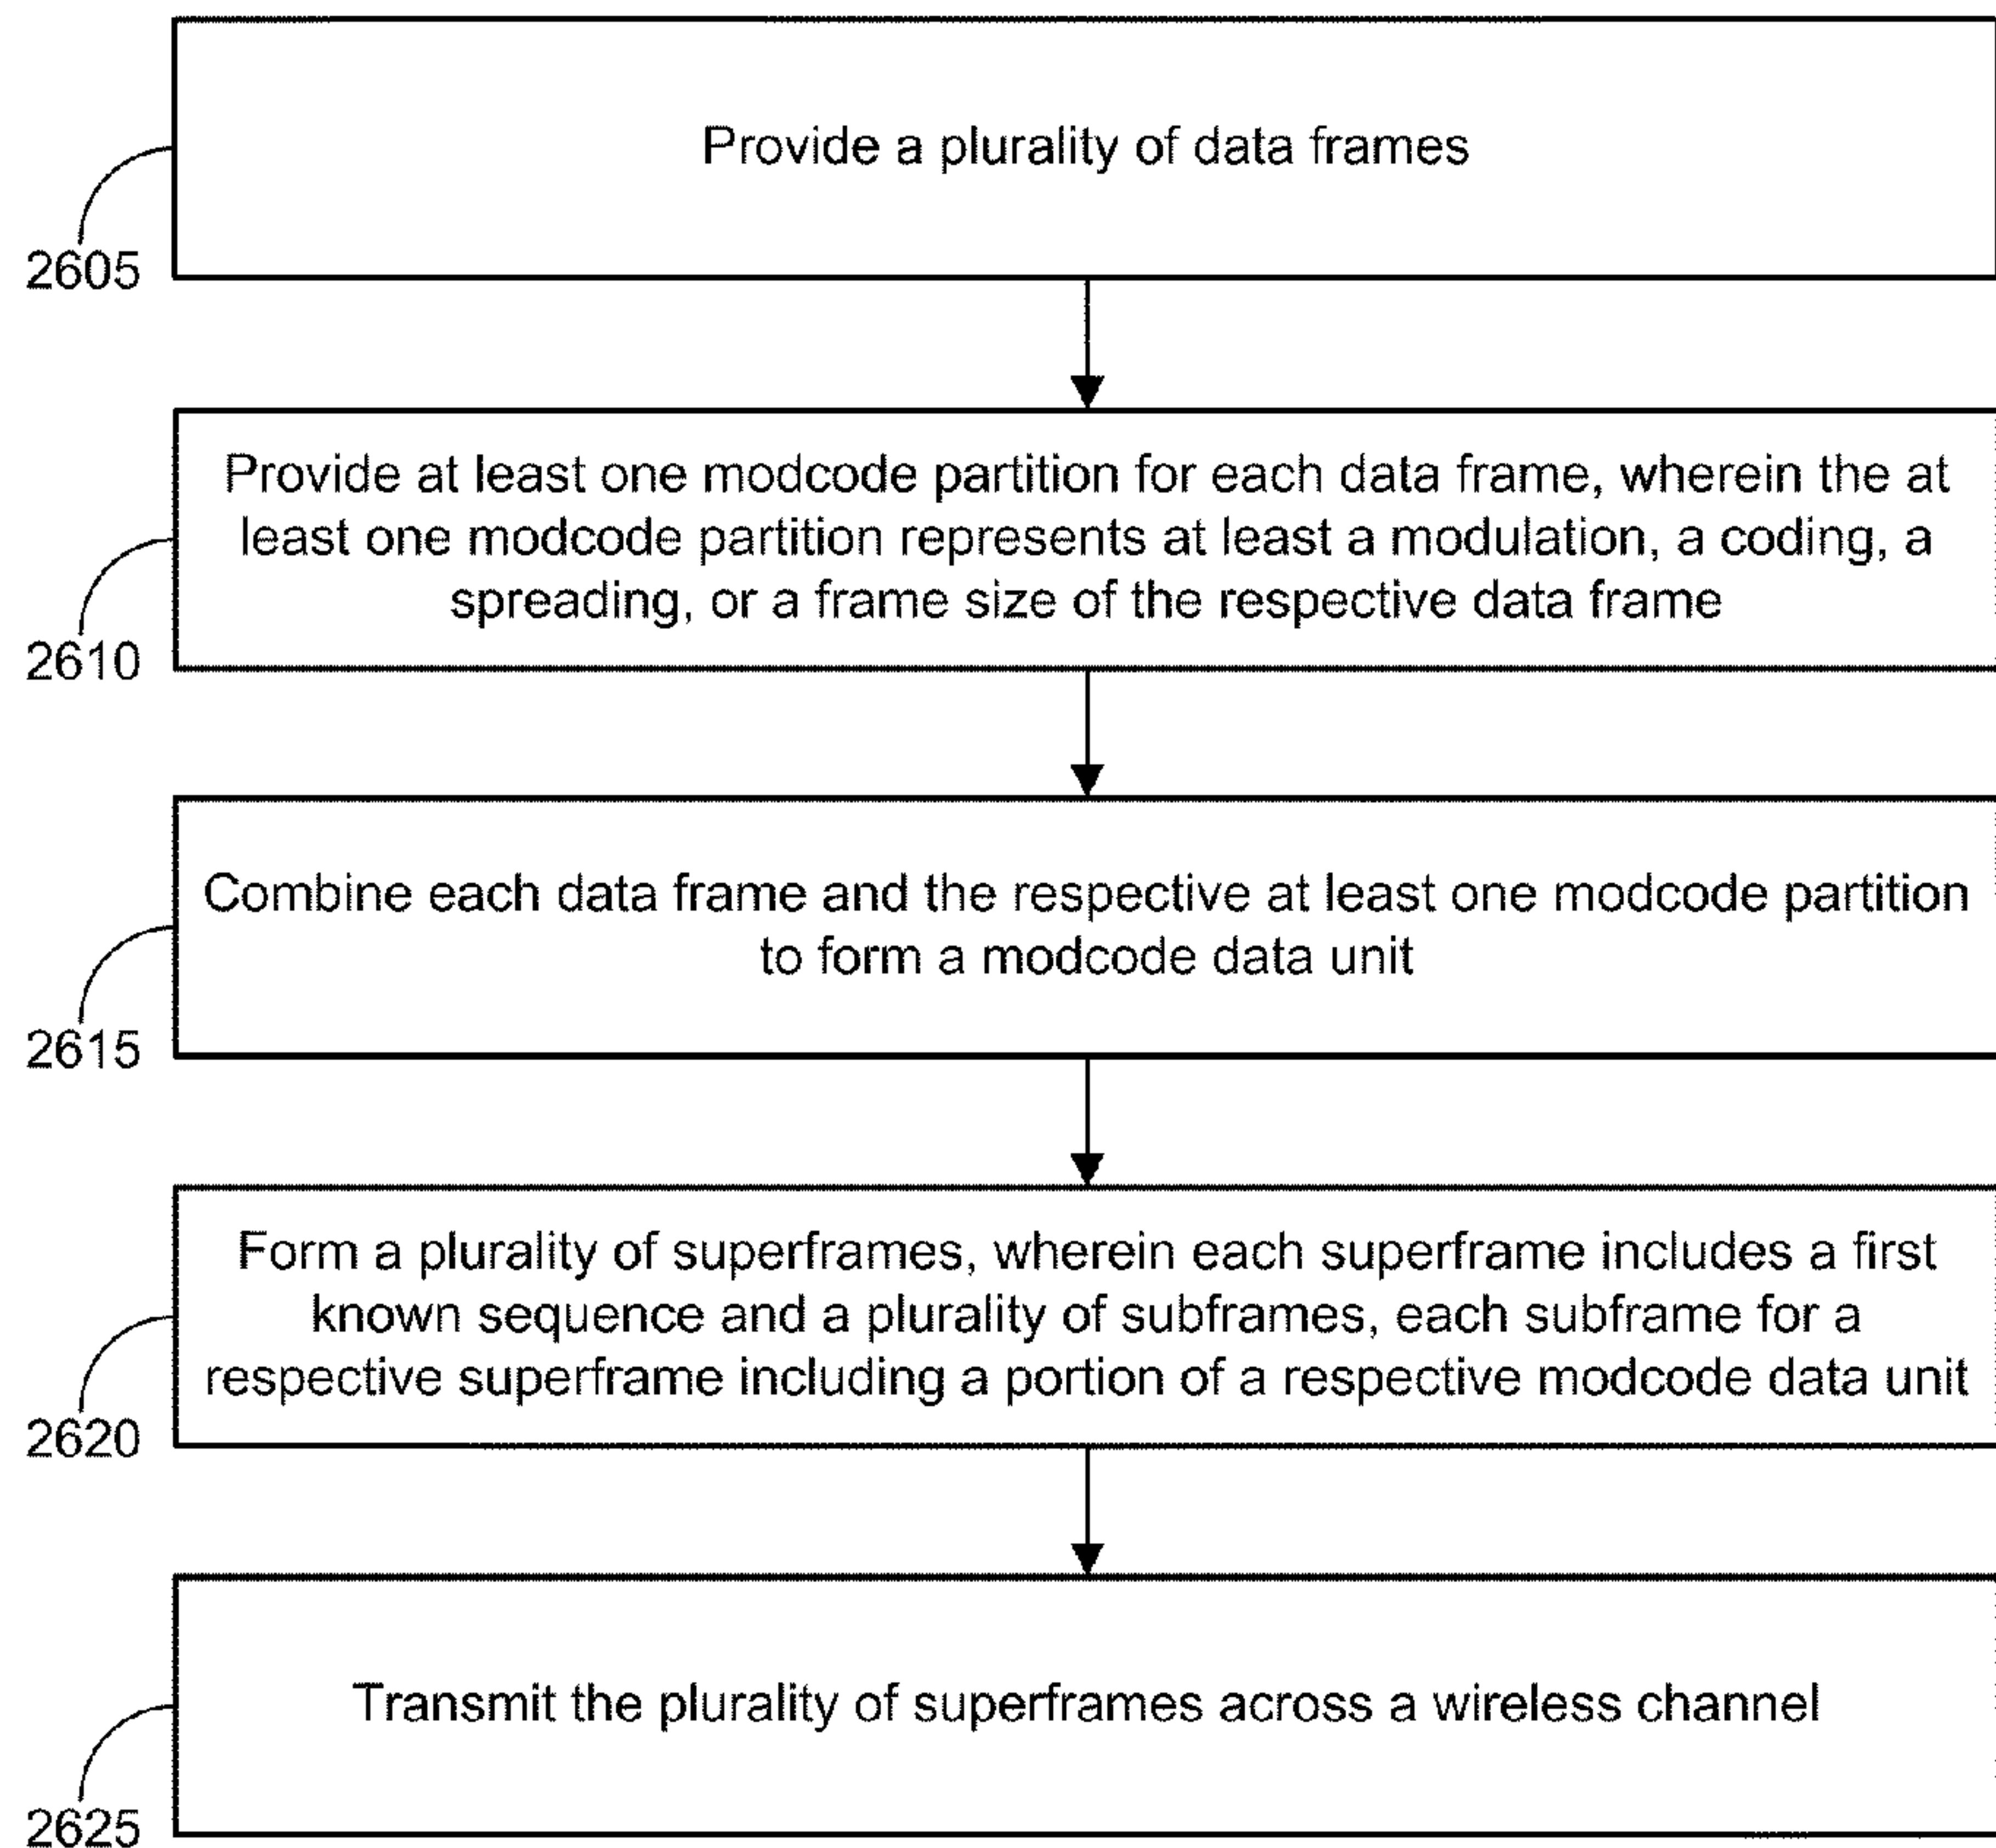 Provide a plurality of data frames
2605
Provide at least one modcode partition for each data frame, wherein the at
least one modcode partition represents at least a modulation, a coding, a
spreading, or a frame size of the respective data frame
2610
Combine each data frame and the respective at least one modcode partition
to form a modcode data unit
2615
Form a plurality of superframes, wherein each superframe includes a first
known sequence and a plurality of subframes, each subframe for a
respective superframe including a portion of a respective modcode data unit
2620
Transmit the plurality of superframes across a wireless channel
2625